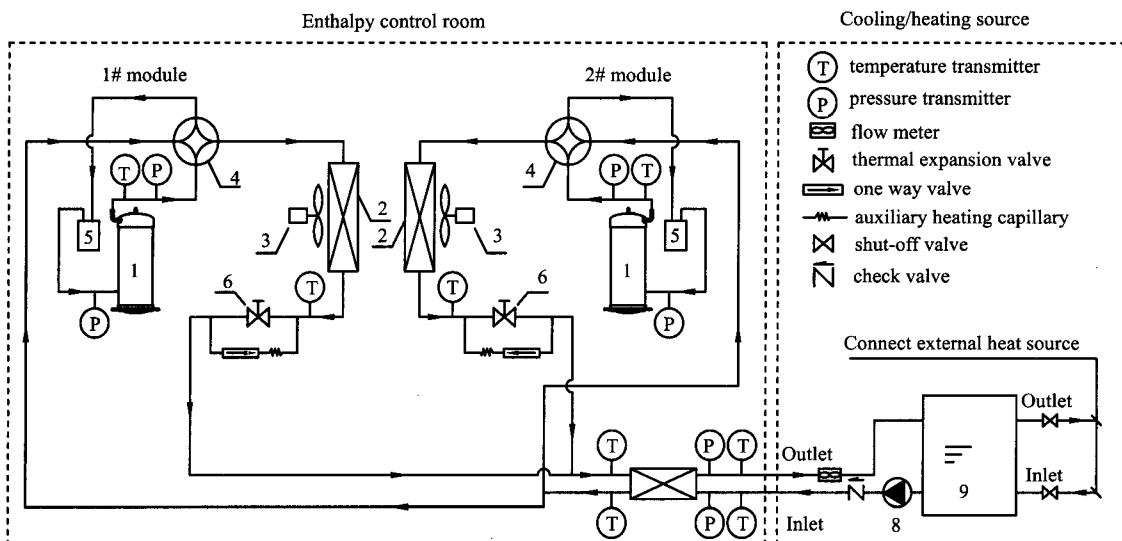 Enthalpy control room
Cooling/heating source
1# module
2# module
T temperature transmitter
P pressure transmitter
flow meter
thermal expansion valve
one way valve
auxiliary heating capillary
shut-off valve
check valve
T P
4
4
P T
5
1
3
2
2
3
1
5
P
6
T
T
6
P
Connect external heat source
Outlet
T
P T
Outlet
9
Inlet
T
P T
Inlet
8